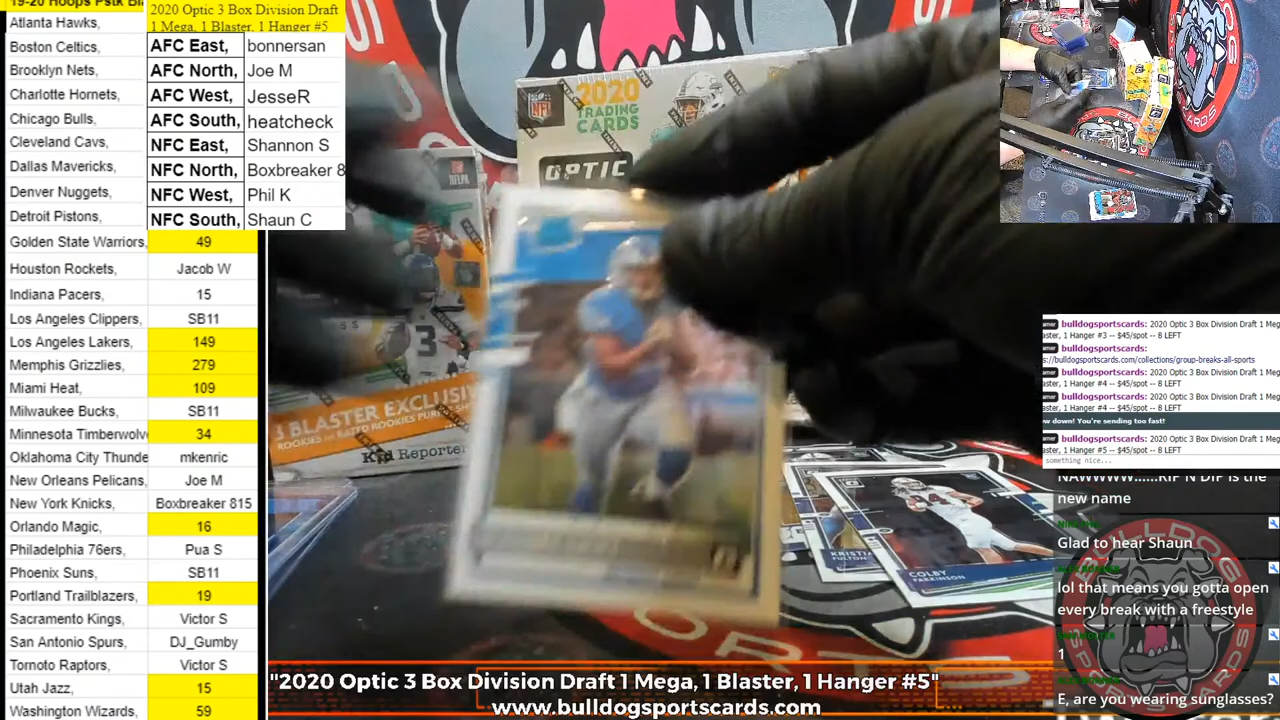 19-20 Hoops Pstk Bl
Atlanta Hawks,
Boston Celtics,
Brooklyn Nets,
Charlotte Hornets,
Chicago Bulls,
Cleveland Cavs,
Dallas Mavericks,
Denver Nuggets,
Detroit Pistons,
Golden State Warriors, 49
Houston Rockets, Jacob W
Indiana Pacers, 15
Los Angeles Clippers, SB11
Los Angeles Lakers, 149
Memphis Grizzlies, 279
Miami Heat, 109
Milwaukee Bucks, SB11
Minnesota Timberwolv 34
Oklahoma City Thunde mkenric
New Orleans Pelicans, Joe M
New York Knicks, Boxbreaker 815
Orlando Magic, 16
Philadelphia 76ers, Pua S
Phoenix Suns, SB11
Portland Trailblazers, 19
Sacramento Kings, Victor S
San Antonio Spurs, DJ_Gumby
Tornoto Raptors, Victor S
Utah Jazz, 15
Washington Wizards, 59
2020 Optic 3 Box Division Draft
1 Mega, 1 Blaster, 1 Hanger #5
AFC East, bonnersan
AFC North, Joe M
AFC West, JesseR
AFC South, heatcheck
NFC East, Shannon S
NFC North, Boxbreaker 8
NFC West, Phil K
NFC South, Shaun C
NFL
2020
TRADING
CARDS
OPTIC
NFLPA
3
BLASTER EXCLUSIV
Kid Reporter
KRISTIA
FULTON
COLBY
PARKINSON
bulldogsportscards: 2020 Optic 3 Box Division Draft 1 Meg
aster, 1 Hanger #3 -- $45/spot -- 8 LEFT
bulldogsportscards:
s://bulldogsportscards.com/collections/group-breaks-all-sports
bulldogsportscards: 2020 Optic 3 Box Division Draft 1 Meg
aster, 1 Hanger #4 -- $45/spot -- 8 LEFT
bulldogsportscards: 2020 Optic 3 Box Division Draft 1 Meg
aster, 1 Hanger #4 -- $45/spot -- 8 LEFT
w down! You're sending too fast!
bulldogsportscards: 2020 Optic 3 Box Division Draft 1 Meg
aster, 1 Hanger #5 -- $45/spot -- 8 LEFT
something nice...
NAWWWW......RIP N DIP is the
new name
Glad to hear Shaun
lol that means you gotta open
every break with a freestyle
1
E, are you wearing sunglasses?
"2020 Optic 3 Box Division Draft 1 Mega, 1 Blaster, 1 Hanger #5"
www.bulldogsportscards.com